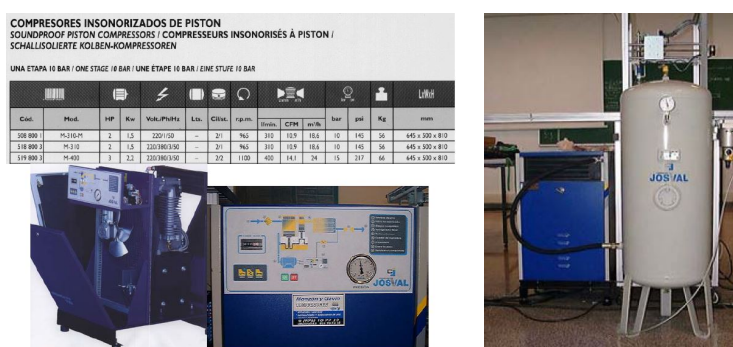 COMPRESORES INSONORIZADOS DE PISTON
SOUNDPROOF PISTON COMPRESSORS / COMPRESSEURS INSONORISÉS À PISTON /
SCHALLISOLIERTE KOLBEN-KOMPRESSOREN
UNA ETAPA 10 BAR / ONE STAGE 10 BAR / UNE ÉTAPE 10 BAR / EINE STUFE 10 BAR
LxWxH
Cód. Mod. HP Kw Volt./Ph/Hz Lts. Cil/et. r.p.m. l/min. CFM m³/h bar psi Kg mm
508 800 1 M-310-M 2 1,5 220/1/50 – 2/1 965 310 10,9 18,6 10 145 56 645 x 500 x 810
518 800 3 M-310 2 1,5 220/380/3/50 – 2/1 965 310 10,9 18,6 10 145 56 645 x 500 x 810
519 800 3 M-400 3 2,2 220/380/3/50 – 2/2 1100 400 14,1 24 15 217 66 645 x 500 x 810
JOSVAL
JOSVAL